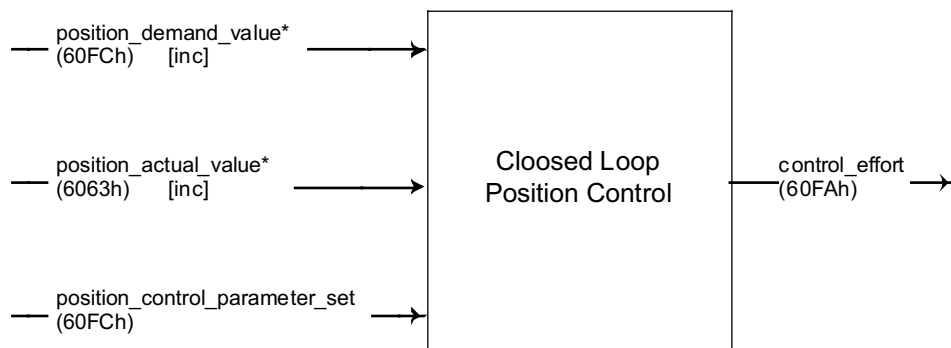 position_demand_value*
(60FCh) [inc]
position_actual_value*
(6063h) [inc]
position_control_parameter_set
(60FCh)
Cloosed Loop
Position Control
control_effort
(60FAh)